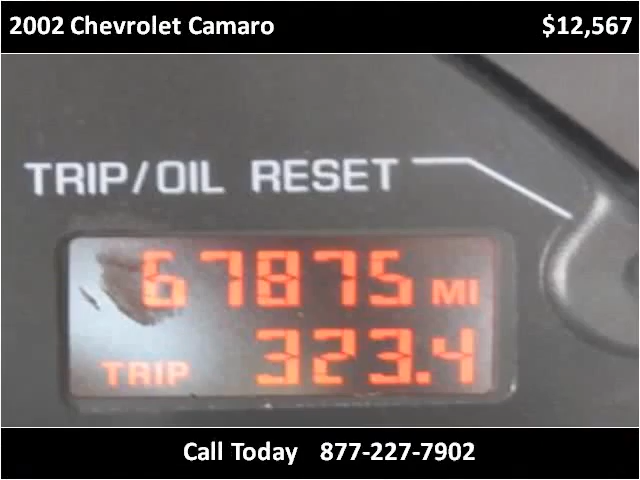 2002 Chevrolet Camaro $12,567
TRIP/OIL RESET
67875 MI
TRIP 323.4
Call Today 877-227-7902